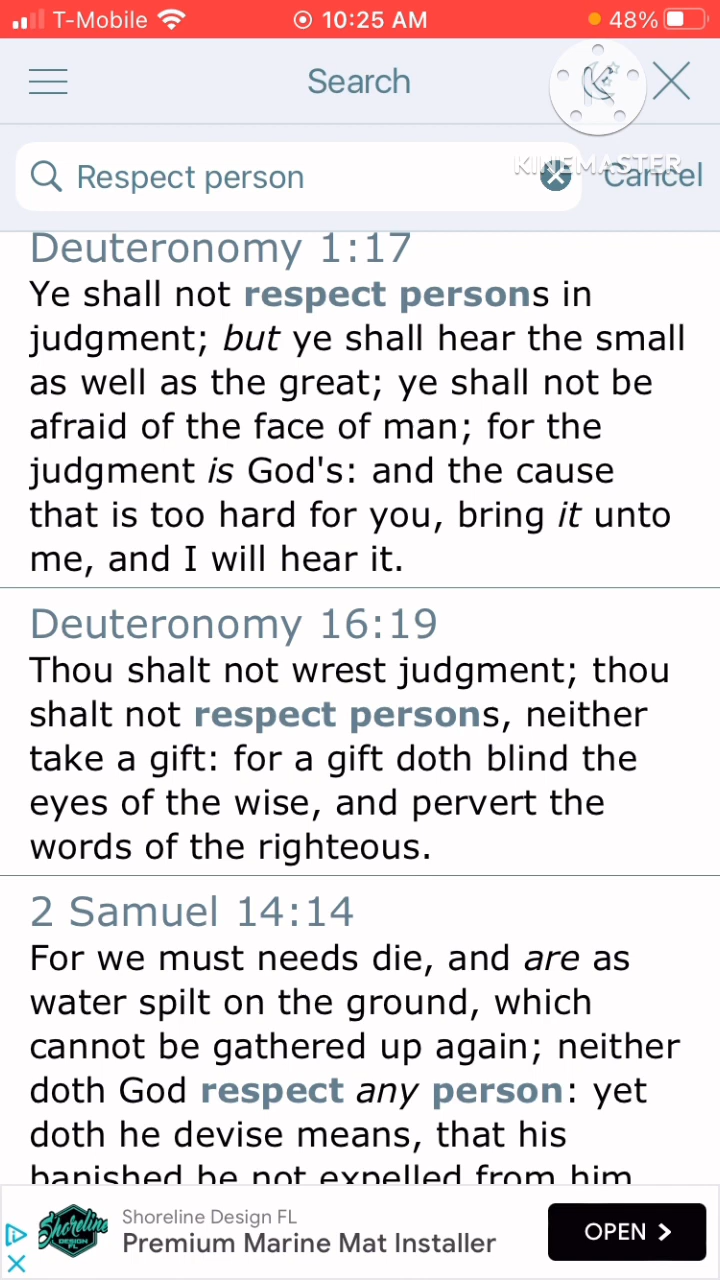 T-Mobile 10:25 AM 48%
Search
KINEMASTER
Respect person Cancel
Deuteronomy 1:17
Ye shall not respect persons in
judgment; but ye shall hear the small
as well as the great; ye shall not be
afraid of the face of man; for the
judgment is God's: and the cause
that is too hard for you, bring it unto
me, and I will hear it.
Deuteronomy 16:19
Thou shalt not wrest judgment; thou
shalt not respect persons, neither
take a gift: for a gift doth blind the
eyes of the wise, and pervert the
words of the righteous.
2 Samuel 14:14
For we must needs die, and are as
water spilt on the ground, which
cannot be gathered up again; neither
doth God respect any person: yet
doth he devise means, that his
banished be not expelled from him
Shoreline Design FL
Shoreline
DESIGN FL
Premium Marine Mat Installer
OPEN